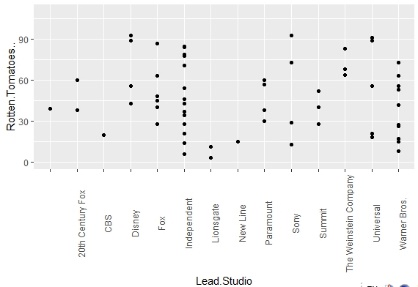 Rotten.Tomatoes..
90
60
30
0
20th Century Fox
CBS
Disney
Fox
Independent
Lionsgate
New Line
Paramount
Sony
Summit
The Weinstein Company
Universal
Warner Bros.
Lead.Studio